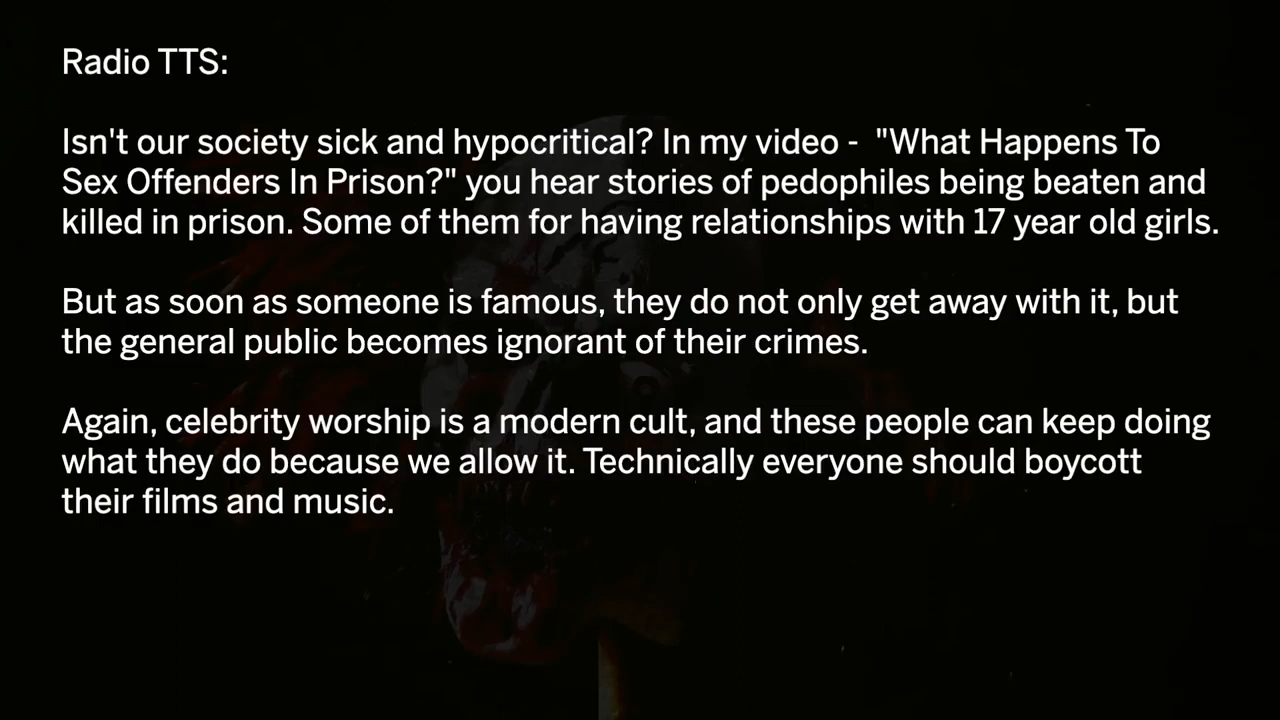 Radio TTS:
Isn't our society sick and hypocritical? In my video -  "What Happens To
Sex Offenders In Prison?" you hear stories of pedophiles being beaten and
killed in prison. Some of them for having relationships with 17 year old girls.
But as soon as someone is famous, they do not only get away with it, but
the general public becomes ignorant of their crimes.
Again, celebrity worship is a modern cult, and these people can keep doing
what they do because we allow it. Technically everyone should boycott
their films and music.